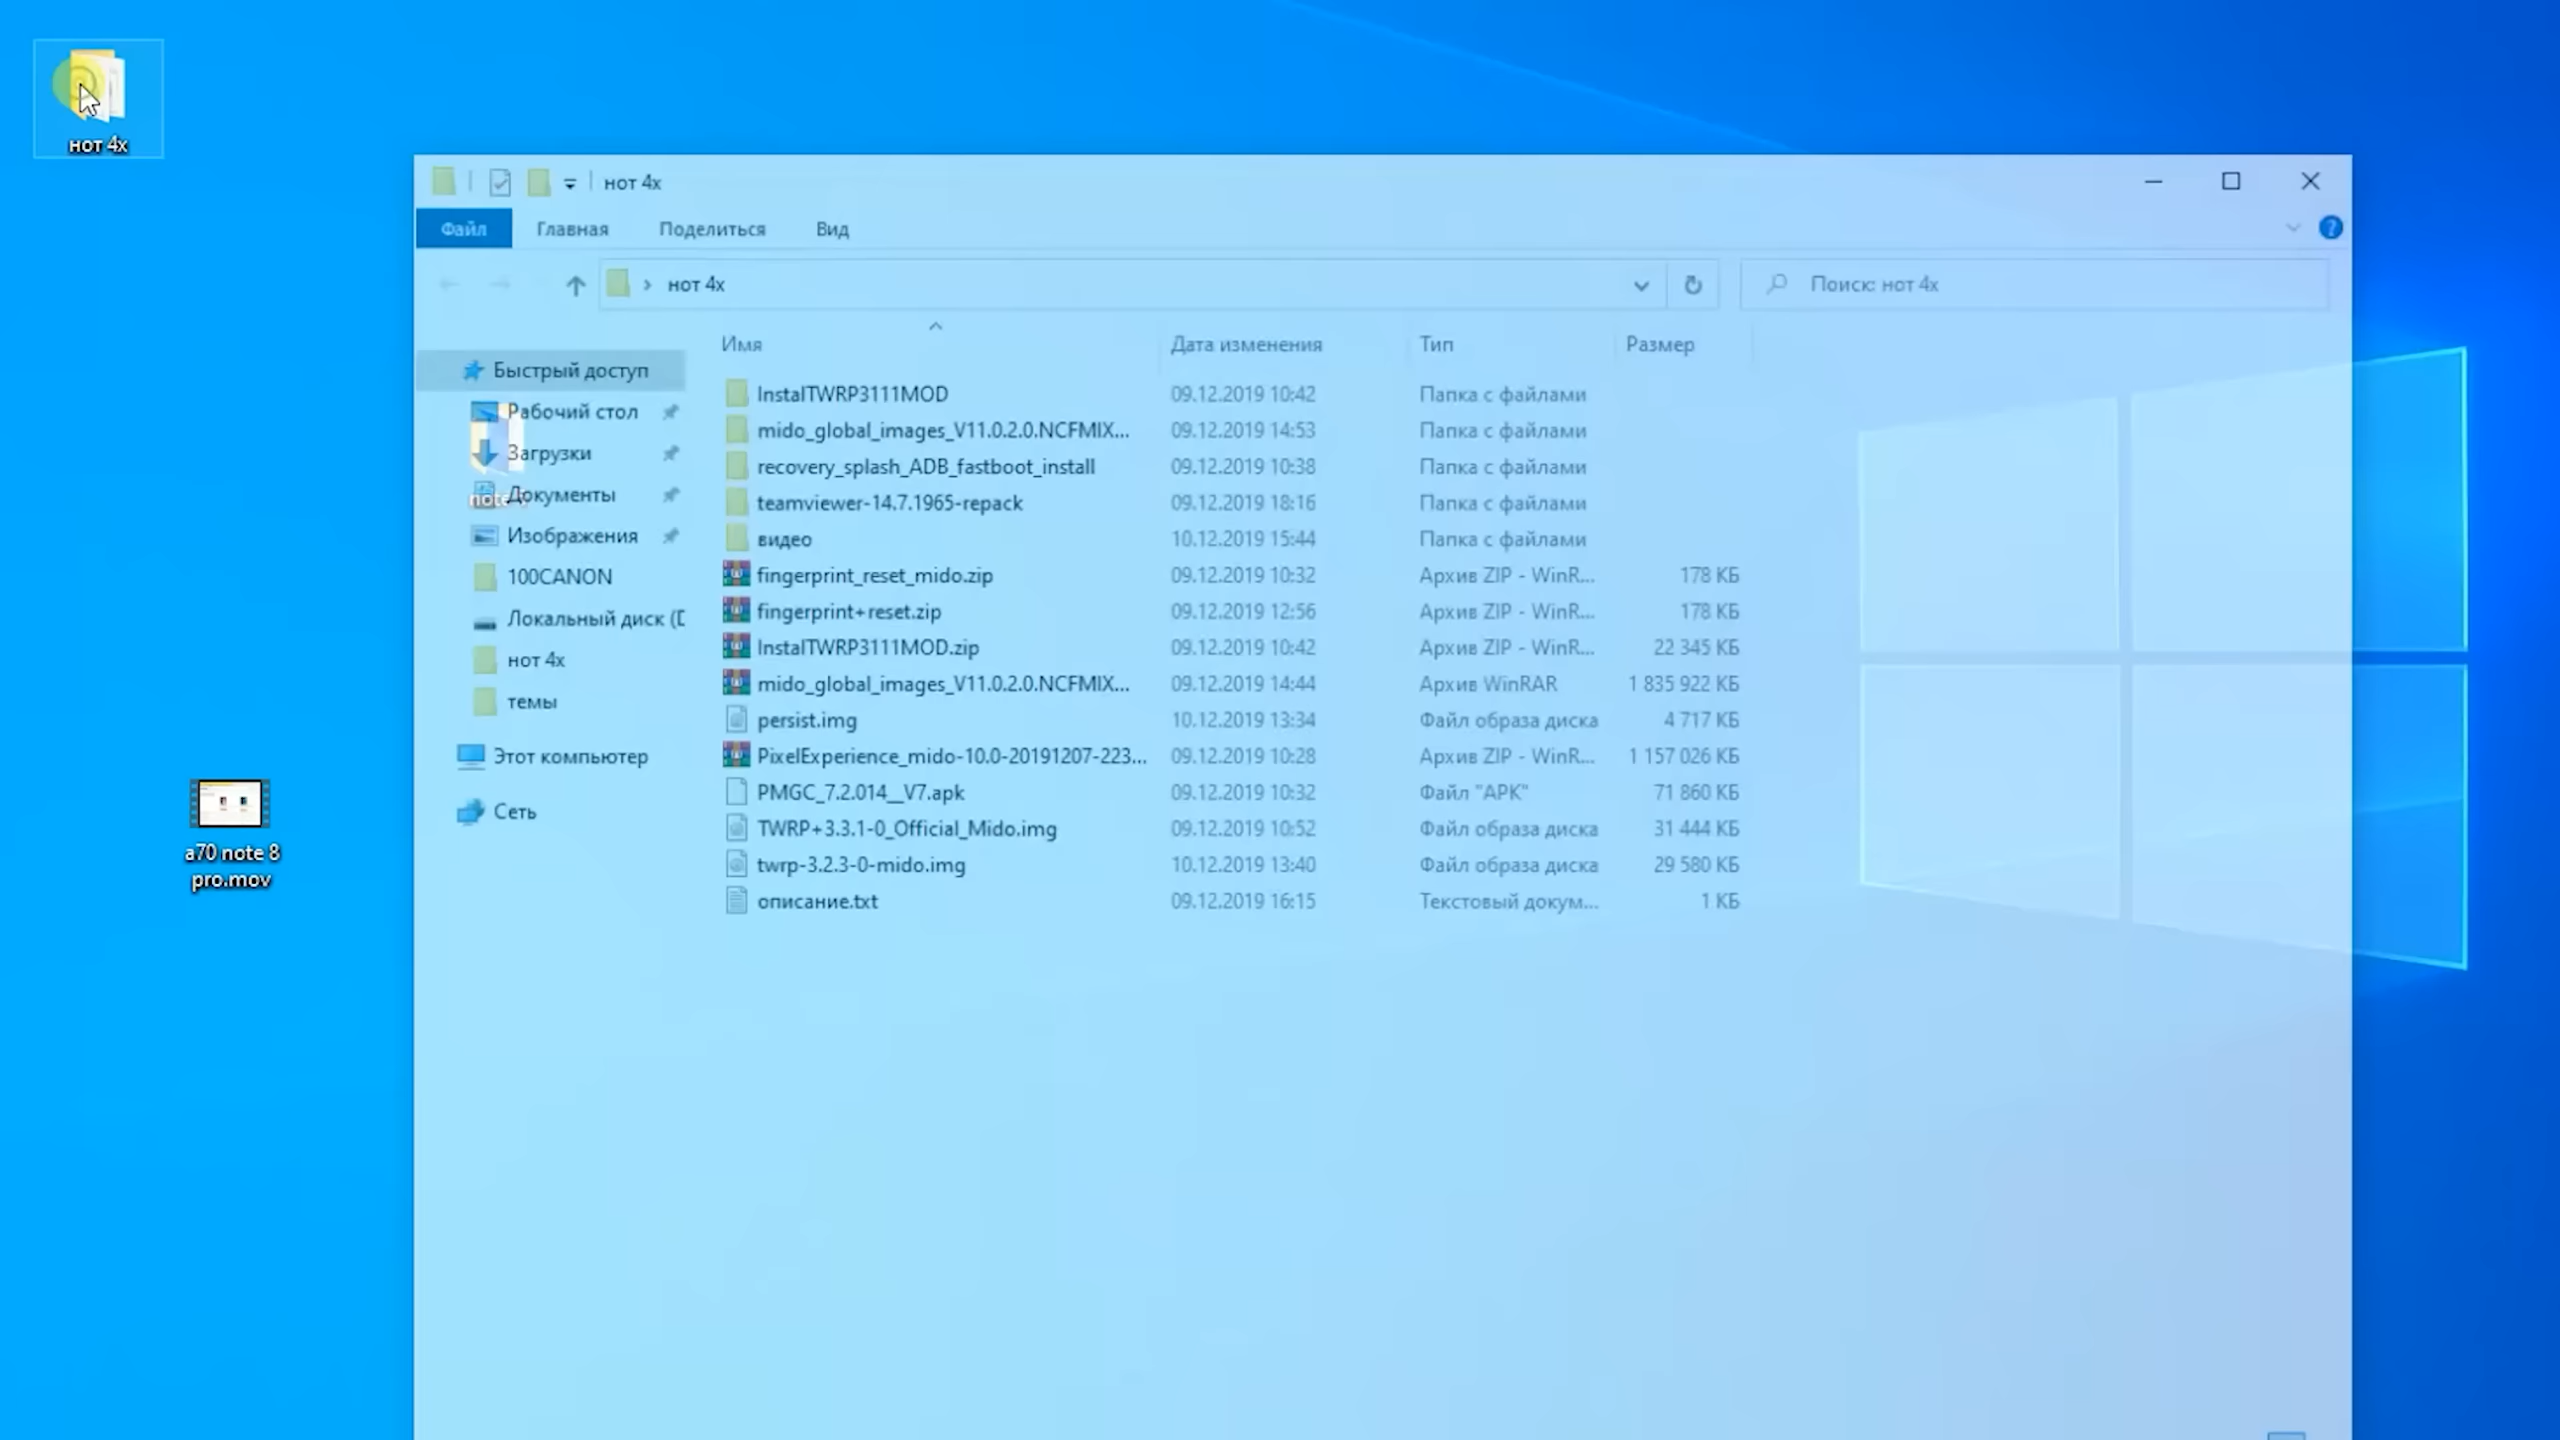 нот 4x
нот 4x
Файл Главная Поделиться Вид
нот 4x Поиск: нот 4x
Имя Дата изменения Тип Размер
Быстрый доступ
Рабочий стол
Загрузки
Документы
note
Изображения
100CANON
Локальный диск (D
нот 4x
темы
Этот компьютер
Сеть
InstalTWRP3111MOD 09.12.2019 10:42 Папка с файлами
mido_global_images_V11.0.2.0.NCFMIX... 09.12.2019 14:53 Папка с файлами
recovery_splash_ADB_fastboot_install 09.12.2019 10:38 Папка с файлами
teamviewer-14.7.1965-repack 09.12.2019 18:16 Папка с файлами
видео 10.12.2019 15:44 Папка с файлами
fingerprint_reset_mido.zip 09.12.2019 10:32 Архив ZIP - WinR... 178 КБ
fingerprint+reset.zip 09.12.2019 12:56 Архив ZIP - WinR... 178 КБ
InstalTWRP3111MOD.zip 09.12.2019 10:42 Архив ZIP - WinR... 22 345 КБ
mido_global_images_V11.0.2.0.NCFMIX... 09.12.2019 14:44 Архив WinRAR 1 835 922 КБ
persist.img 10.12.2019 13:34 Файл образа диска 4 717 КБ
PixelExperience_mido-10.0-20191207-223... 09.12.2019 10:28 Архив ZIP - WinR... 1 157 026 КБ
PMGC_7.2.014__V7.apk 09.12.2019 10:32 Файл "APK" 71 860 КБ
TWRP+3.3.1-0_Official_Mido.img 09.12.2019 10:52 Файл образа диска 31 444 КБ
twrp-3.2.3-0-mido.img 10.12.2019 13:40 Файл образа диска 29 580 КБ
описание.txt 09.12.2019 16:15 Текстовый докум... 1 КБ
a70 note 8
pro.mov